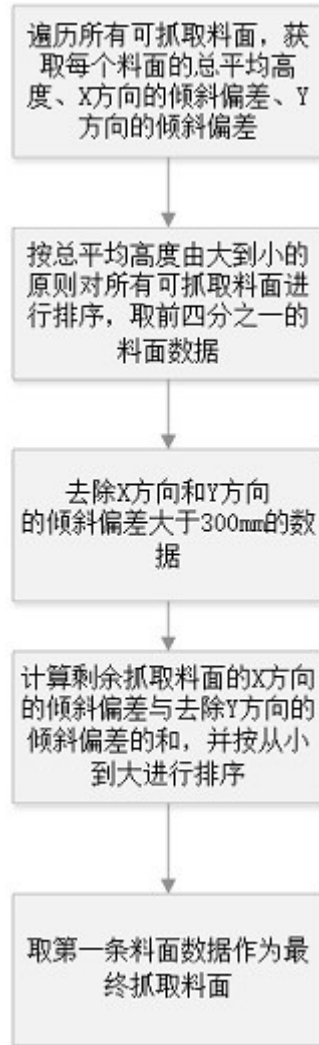 遍历所有可抓取料面，获
取每个料面的总平均高
度、X方向的倾斜偏差、Y
方向的倾斜偏差
按总平均高度由大到小的
原则对所有可抓取料面进
行排序，取前四分之一的
料面数据
去除X方向和Y方向
的倾斜偏差大于300mm的数
据
计算剩余抓取料面的X方向
的倾斜偏差与去除Y方向的
倾斜偏差的和，并按从小
到大进行排序
取第一条料面数据作为最
终抓取料面